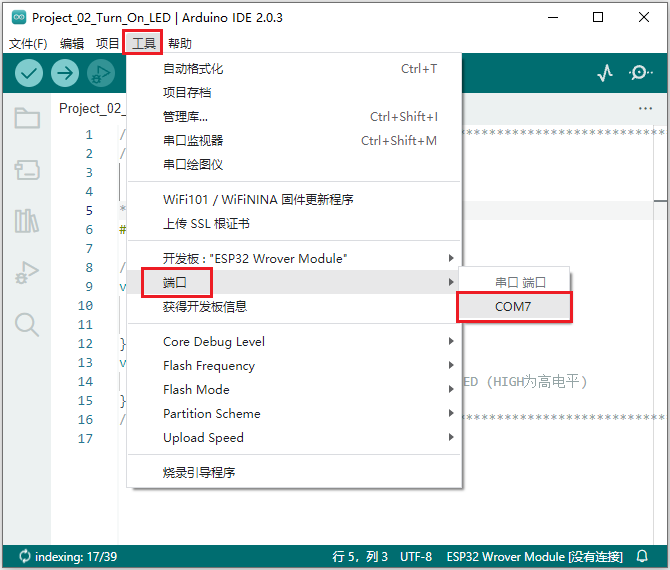 Project_02_Turn_On_LED | Arduino IDE 2.0.3
文件(F) 编辑 项目 工具 帮助
Project_02_
自动格式化 Ctrl+T
项目存档
管理库... Ctrl+Shift+I
串口监视器 Ctrl+Shift+M
串口绘图仪
WiFi101 / WiFiNINA 固件更新程序
上传 SSL 根证书
开发板 : "ESP32 Wrover Module"
端口
串口 端口
COM7
获得开发板信息
Core Debug Level
Flash Frequency
Flash Mode
Partition Scheme
Upload Speed
烧录引导程序
1 / ****************************
2 /
3
4
5 *
6 #
7
8 /
9 v
10
11
12 }
13 v
14 ED (HIGH为高电平)
15 }
16 / ****************************
17
indexing: 17/39 行 5，列 3 UTF-8 ESP32 Wrover Module [没有连接]